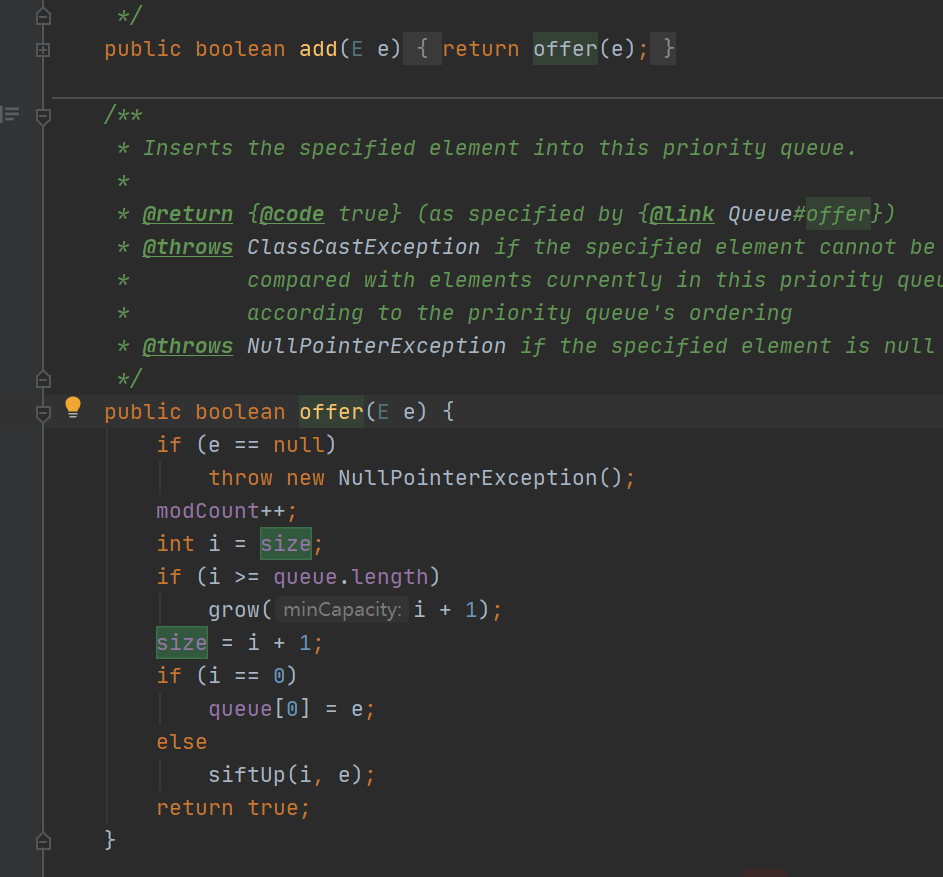 */
public boolean add(E e) { return offer(e); }
/**
* Inserts the specified element into this priority queue.
*
* @return {@code true} (as specified by {@link Queue#offer})
* @throws ClassCastException if the specified element cannot be
* compared with elements currently in this priority
* according to the priority queue's ordering
* @throws NullPointerException if the specified element is null
*/
public boolean offer(E e) {
if (e == null)
throw new NullPointerException();
modCount++;
int i = size;
if (i >= queue.length)
grow( minCapacity: i + 1);
size = i + 1;
if (i == 0)
queue[0] = e;
else
siftUp(i, e);
return true;
}